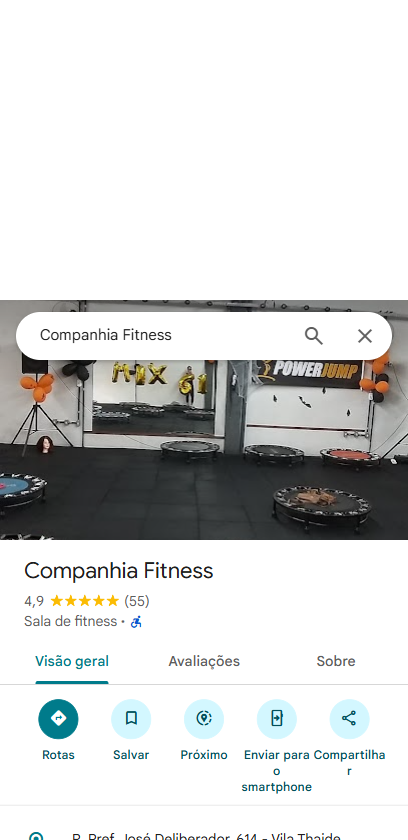 Companhia Fitness
MIX 61
POWERJUMP
Companhia Fitness
4,9 (55)
Sala de fitness ·
Visão geral Avaliações Sobre
Rotas Salvar Próximo Enviar para o smartphone Compartilhar
R. Pref. José Deliberador, 614 - Vila Thaide